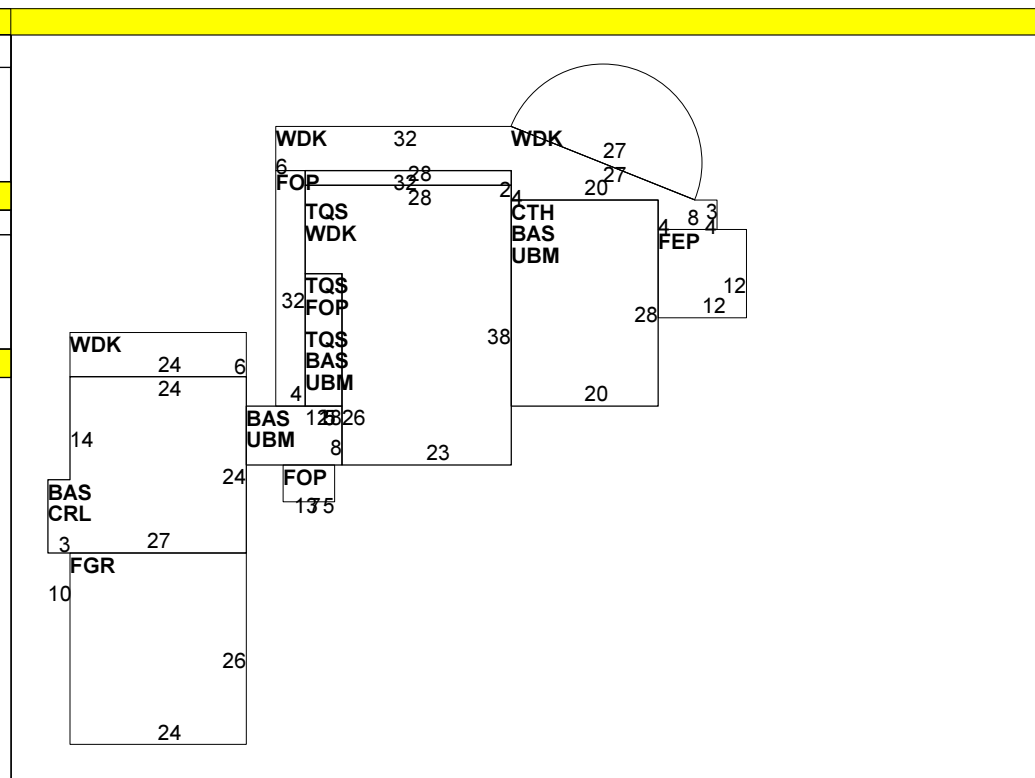 WDK 32 WDK
27
6 28
FOP 32 27
28 2 20
TQS 24 CTH 3
WDK BAS 4 8 4
UBM FEP
TQS
FOP 12
32 28 12
TQS 38
WDK BAS
24 6 UBM
24 4 20
BAS 26
14 UBM 8
23
24 FOP
BAS 5
CRL
27
3
FGR
10
26
24